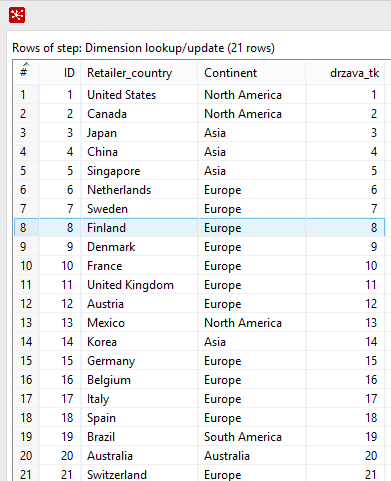 Rows of step: Dimension lookup/update (21 rows)
# ID Retailer_country Continent drzava_tk
1 1 United States North America 1
2 2 Canada North America 2
3 3 Japan Asia 3
4 4 China Asia 4
5 5 Singapore Asia 5
6 6 Netherlands Europe 6
7 7 Sweden Europe 7
8 8 Finland Europe 8
9 9 Denmark Europe 9
10 10 France Europe 10
11 11 United Kingdom Europe 11
12 12 Austria Europe 12
13 13 Mexico North America 13
14 14 Korea Asia 14
15 15 Germany Europe 15
16 16 Belgium Europe 16
17 17 Italy Europe 17
18 18 Spain Europe 18
19 19 Brazil South America 19
20 20 Australia Australia 20
21 21 Switzerland Europe 21